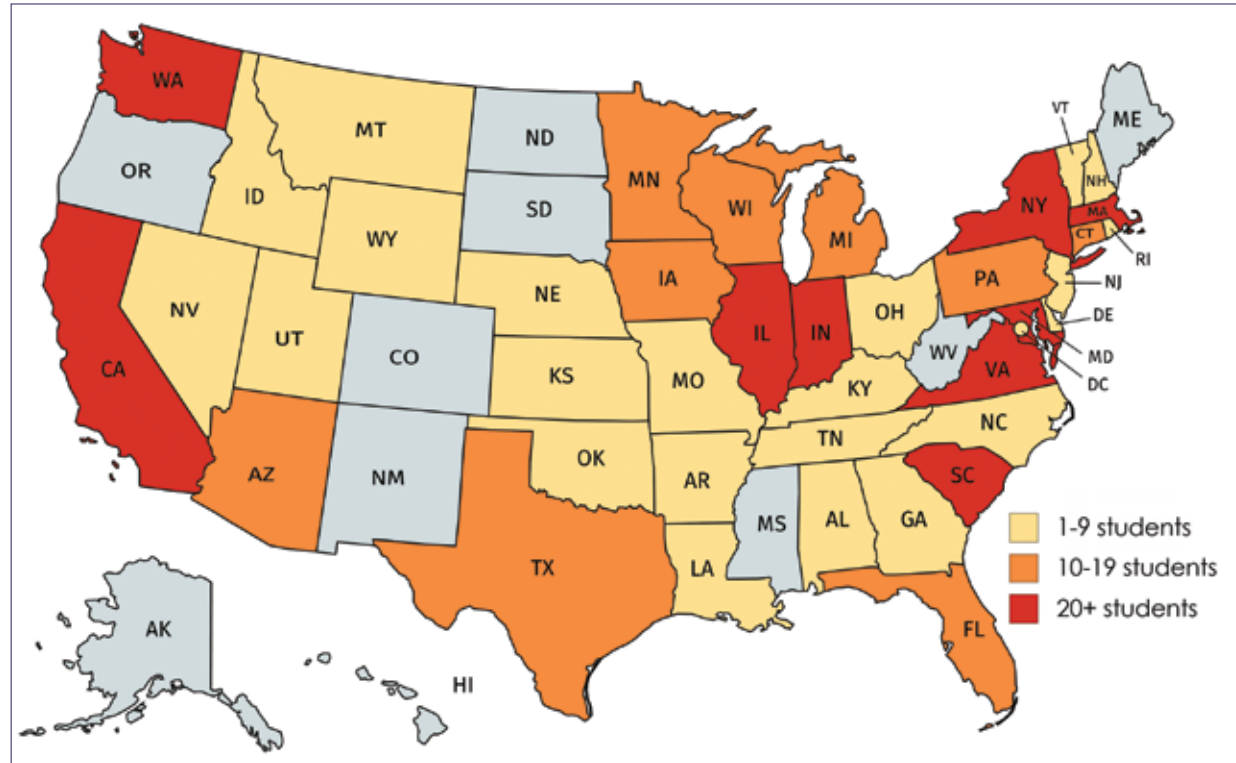 WA
MT
ND
OR
ID
SD
MN
WI
MI
VT
ME
NH
NY
MA
CT
RI
WY
NE
IA
PA
NJ
NV
UT
CO
KS
MO
IL
IN
OH
DE
WV
MD
DC
CA
VA
KY
AZ
NM
OK
AR
TN
NC
SC
TX
LA
MS
AL
GA
FL
AK
HI
1-9 students
10-19 students
20+ students